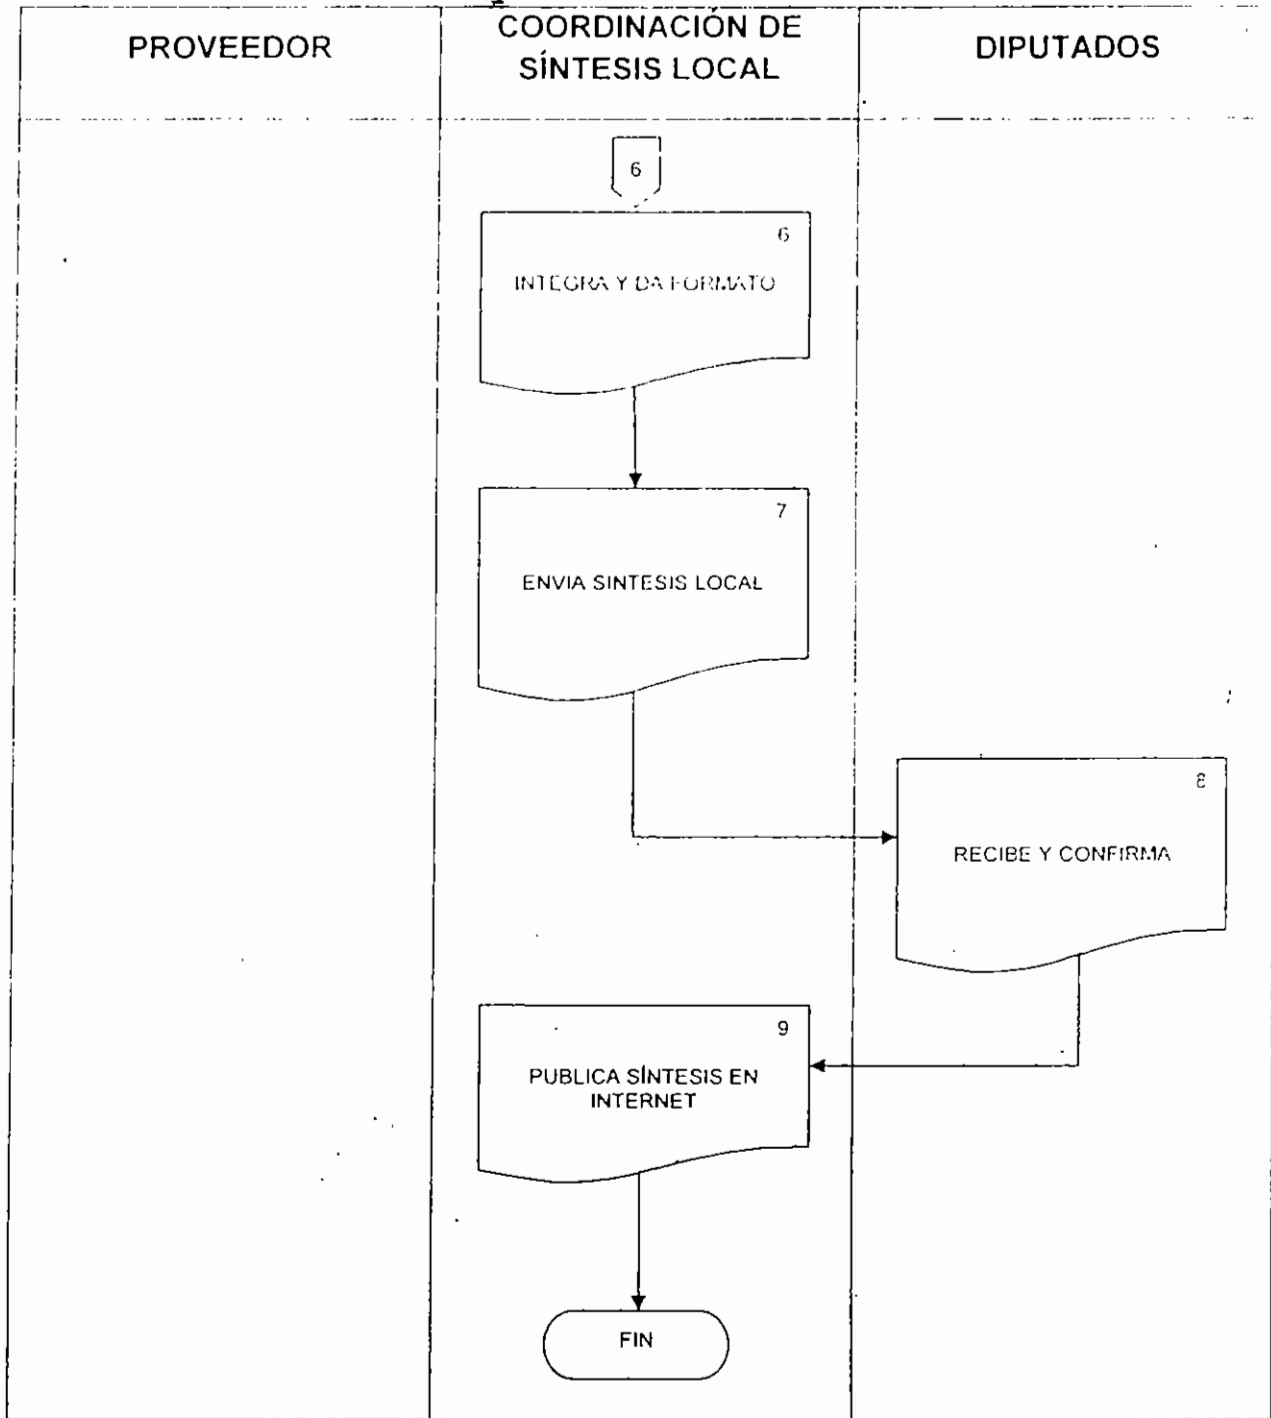 PROVEEDOR
COORDINACIÓN DE
SÍNTESIS LOCAL
DIPUTADOS
6
6
INTEGRA Y DA FORMATO
7
ENVIA SINTESIS LOCAL
8
RECIBE Y CONFIRMA
9
PUBLICA SÍNTESIS EN
INTERNET
FIN